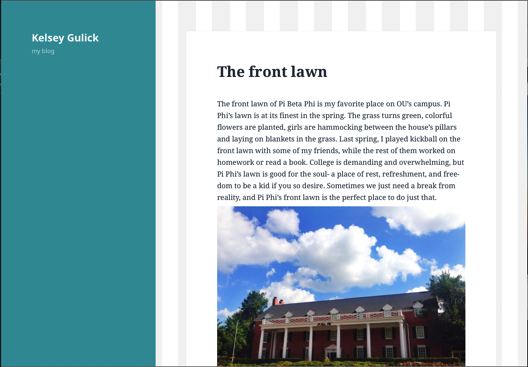 Kelsey Gulick
my blog
The front lawn
The front lawn of Pi Beta Phi is my favorite place on OU's campus. Pi
Phi's lawn is at its finest in the spring. The grass turns green, colorful
flowers are planted, girls are hammocking between the house's pillars
and laying on blankets in the grass. Last spring, I played kickball on the
front lawn with some of my friends, while the rest of them worked on
homework or read a book. College is demanding and overwhelming, but
Pi Phi's lawn is good for the soul- a place of rest, refreshment, and free-
dom to be a kid if you so desire. Sometimes we just need a break from
reality, and Pi Phi's front lawn is the perfect place to do just that.